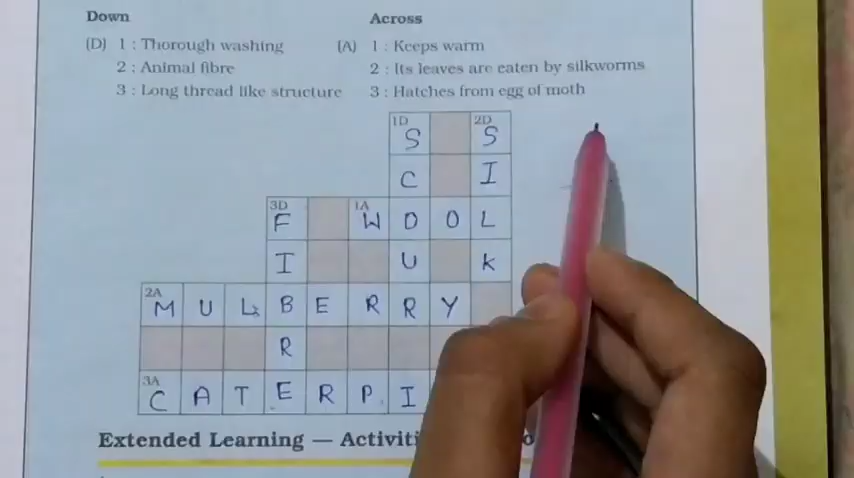 Down Across
(D) 1 : Thorough washing (A) 1 : Keeps warm
2 : Animal fibre 2 : Its leaves are eaten by silkworms
3 : Long thread like structure 3 : Hatches from egg of moth
1D S 2D S
C I
3D F 1A W O O L
I U K
2A M U L B E R R Y
R
3A C A T E R P I
Extended Learning — Activiti